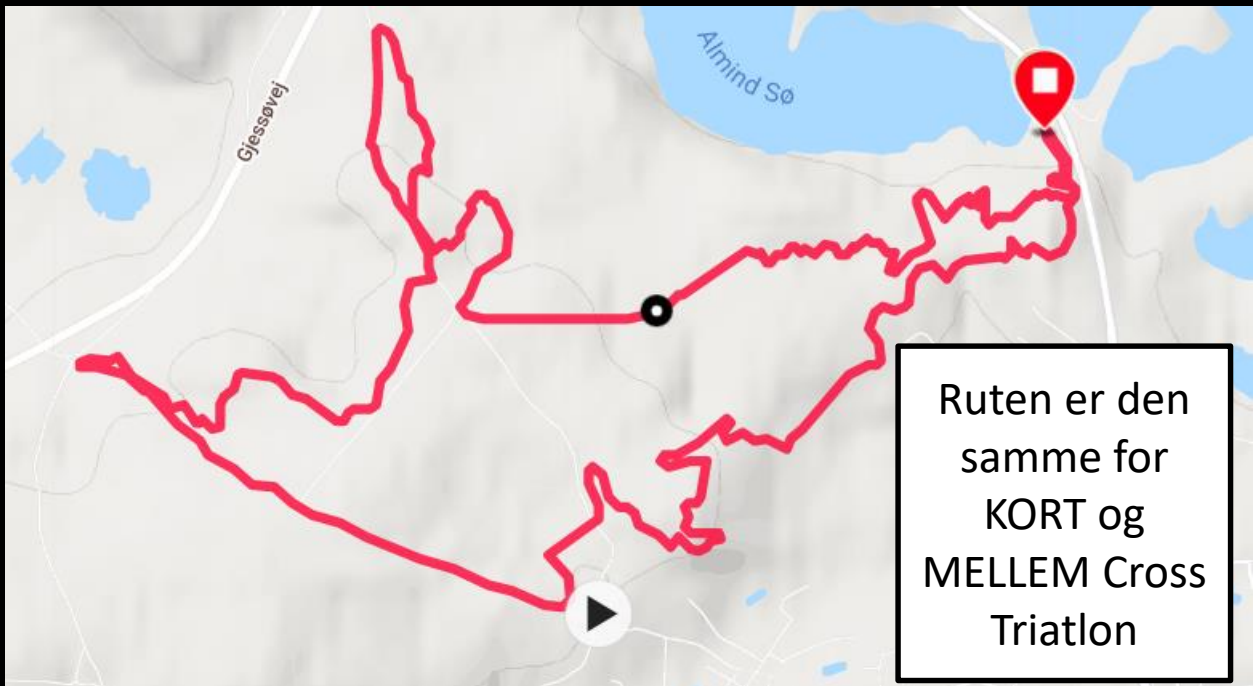 Gjessøvej
Almind Sø
Ruten er den
samme for
KORT og
MELLEM Cross
Triatlon